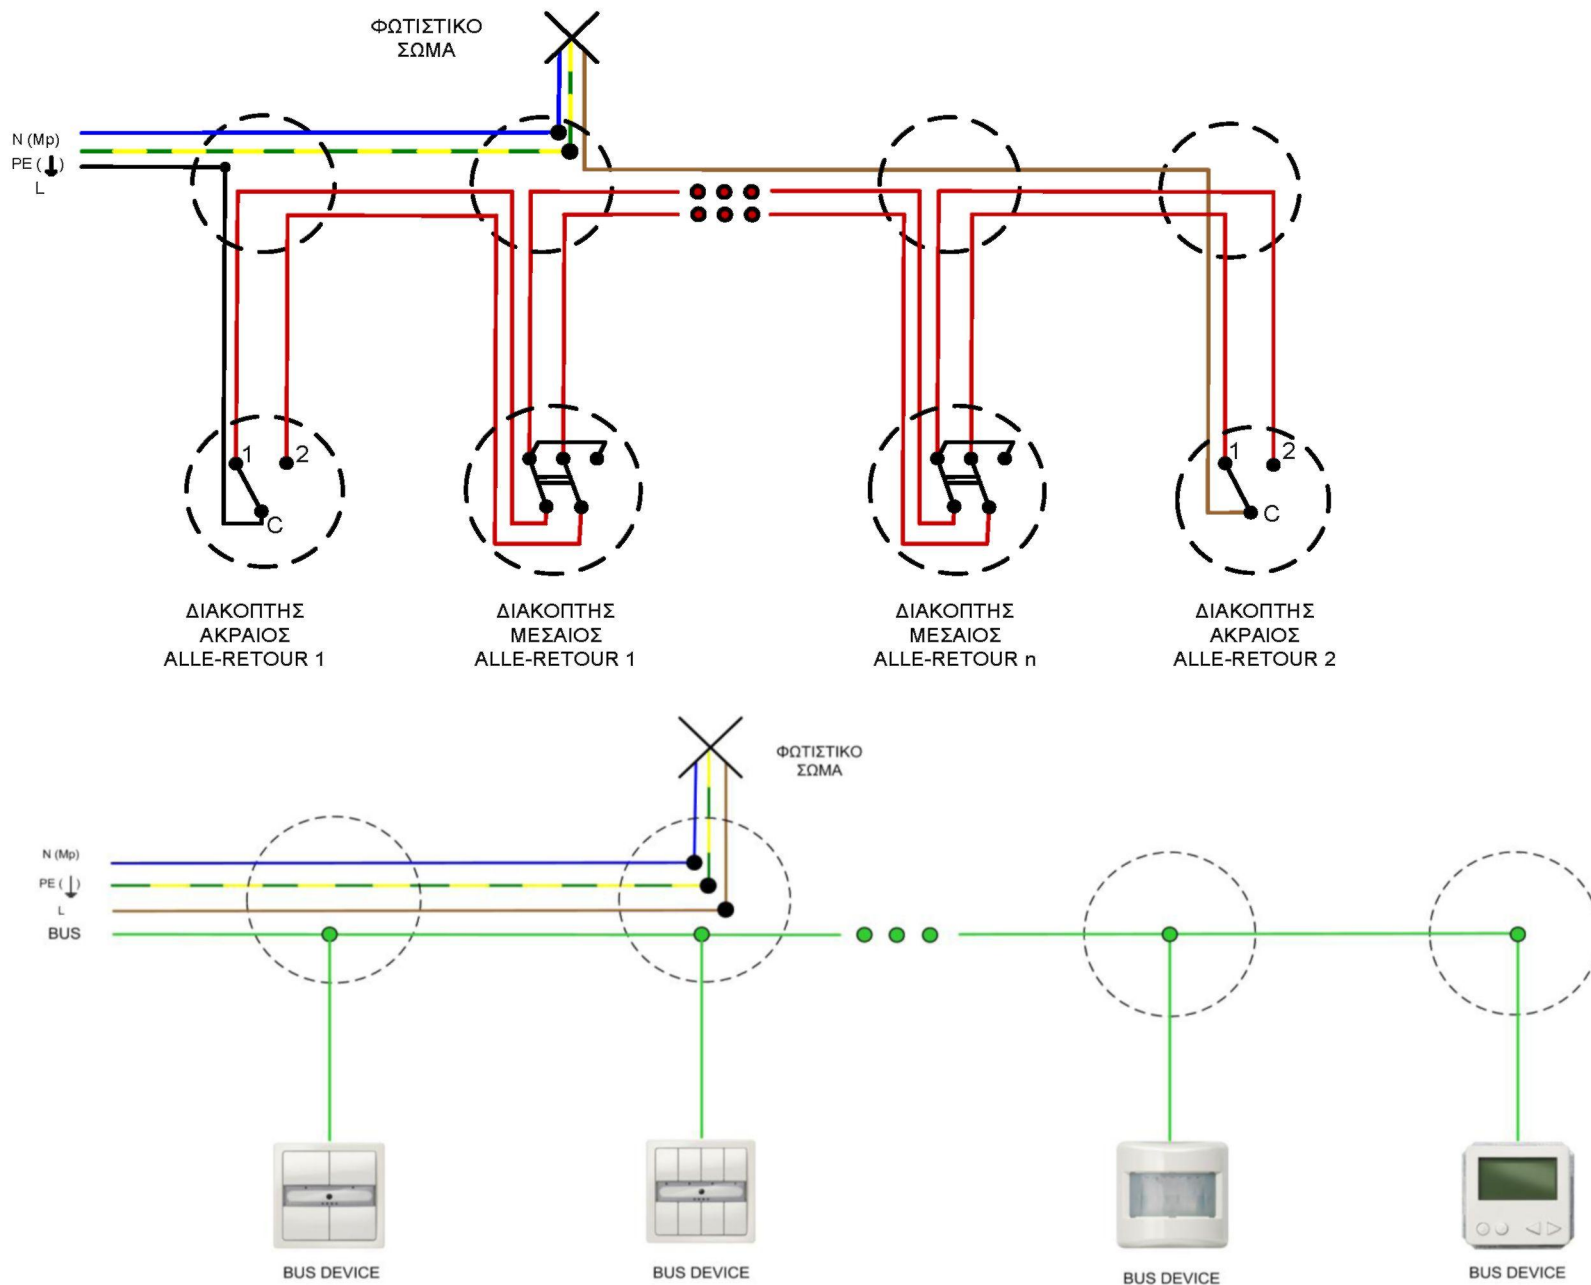 ΦΩΤΙΣΤΙΚΟ
ΣΩΜΑ
N (Mp)
PE ( )
L
1
2
C
1
2
C
ΔΙΑΚΟΠΤΗΣ
ΑΚΡΑΙΟΣ
ALLE-RETOUR 1
ΔΙΑΚΟΠΤΗΣ
ΜΕΣΑΙΟΣ
ALLE-RETOUR 1
ΔΙΑΚΟΠΤΗΣ
ΜΕΣΑΙΟΣ
ALLE-RETOUR n
ΔΙΑΚΟΠΤΗΣ
ΑΚΡΑΙΟΣ
ALLE-RETOUR 2
ΦΩΤΙΣΤΙΚΟ
ΣΩΜΑ
N (Mp)
PE ( )
L
BUS
BUS DEVICE
BUS DEVICE
BUS DEVICE
BUS DEVICE